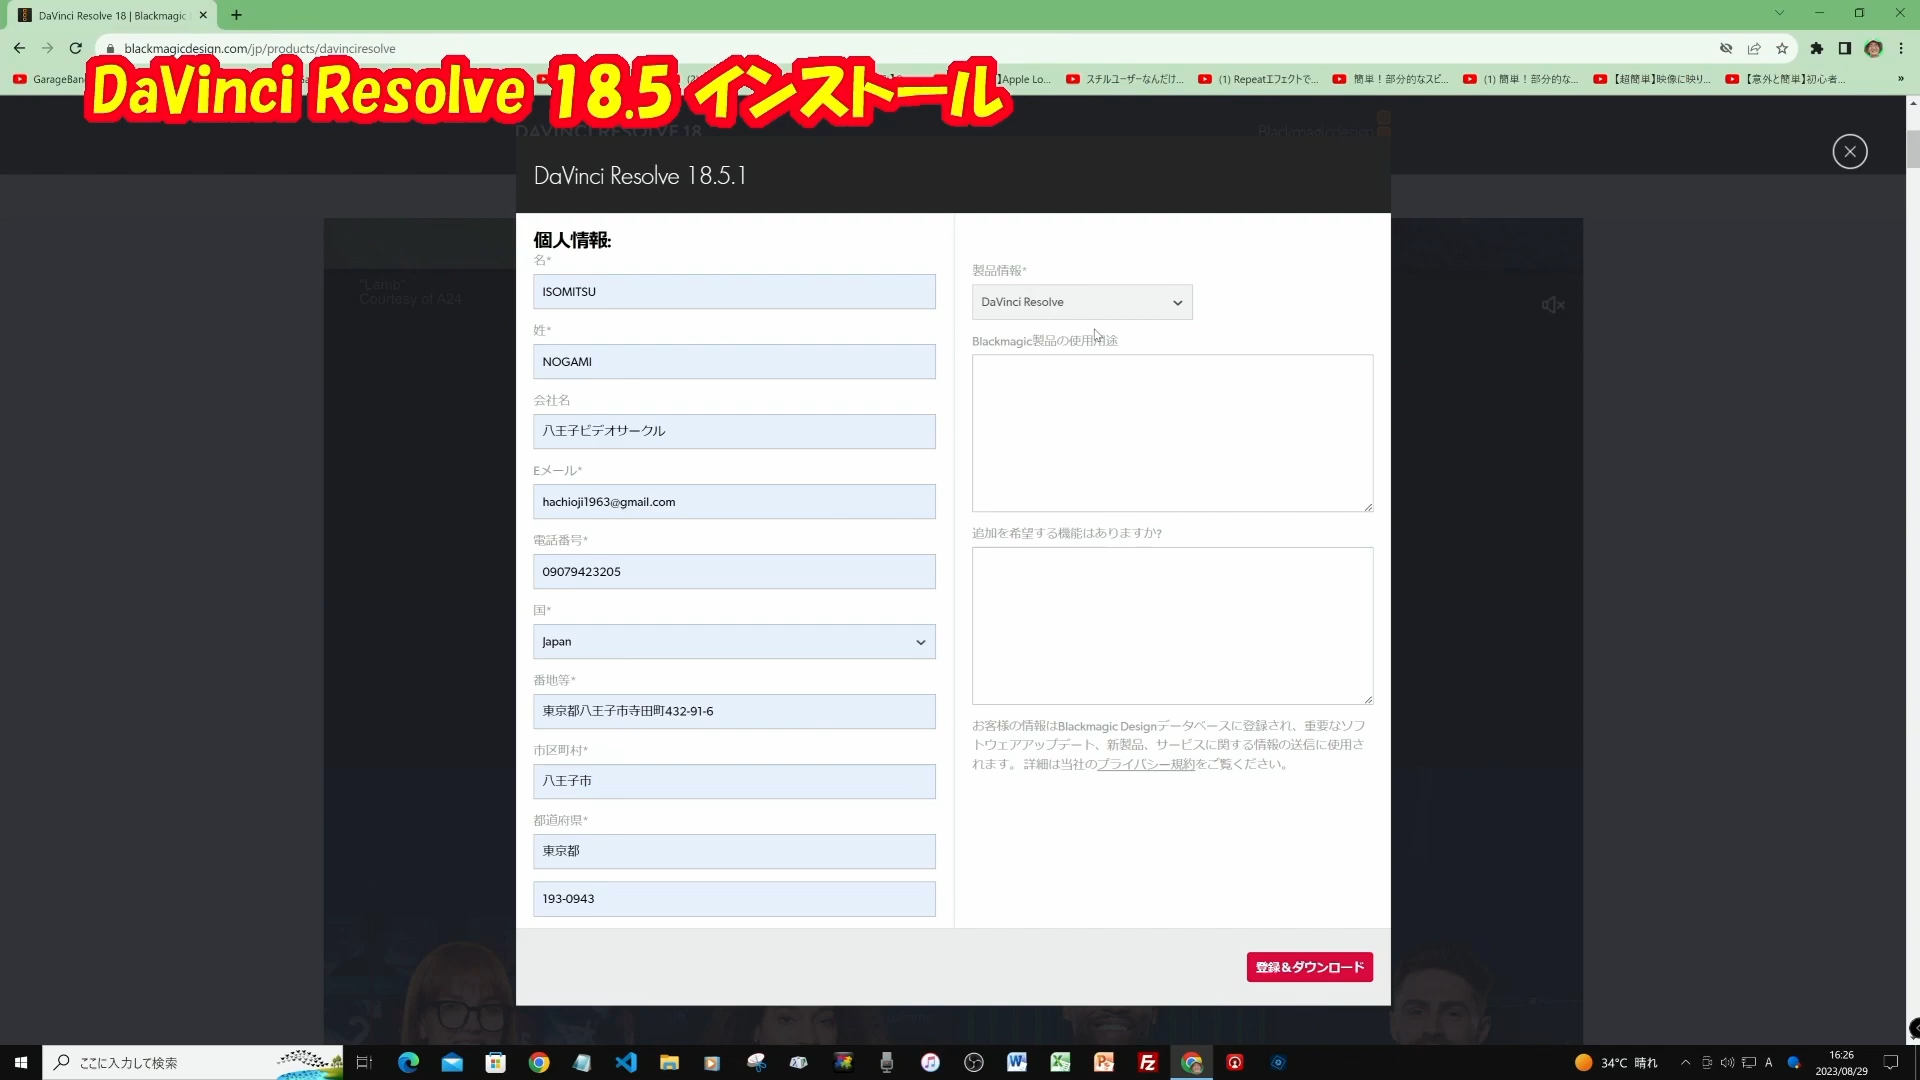 DaVinci Resolve 18 | Blackmagic
blackmagicdesign.com/jp/products/davinciresolve
GarageBan
】Apple Lo...
スチルユーザーなんだけ...
(1) Repeatエフェクトで...
簡単！部分的なスピ...
(1) 簡単！部分的な...
【超簡単】映像に映り...
【意外と簡単】初心者...
»
DaVinci Resolve 18.5 インストール
DAVINCI RESOLVE 18
Blackmagicdesign
DaVinci Resolve 18.5.1
"Lamb"
Courtesy of A24
個人情報:
名*
ISOMITSU
姓*
NOGAMI
会社名
八王子ビデオサークル
Eメール*
hachioji1963@gmail.com
電話番号*
09079423205
国*
Japan
番地等*
東京都八王子市寺田町432-91-6
市区町村*
八王子市
都道府県*
東京都
193-0943
製品情報*
DaVinci Resolve
Blackmagic製品の使用用途
追加を希望する機能はありますか?
お客様の情報はBlackmagic Designデータベースに登録され、重要なソフ
トウェアアップデート、新製品、サービスに関する情報の送信に使用さ
れます。 詳細は当社のプライバシー規約をご覧ください。
登録&ダウンロード
ここに入力して検索
34°C 晴れ
A
16:26
2023/08/29